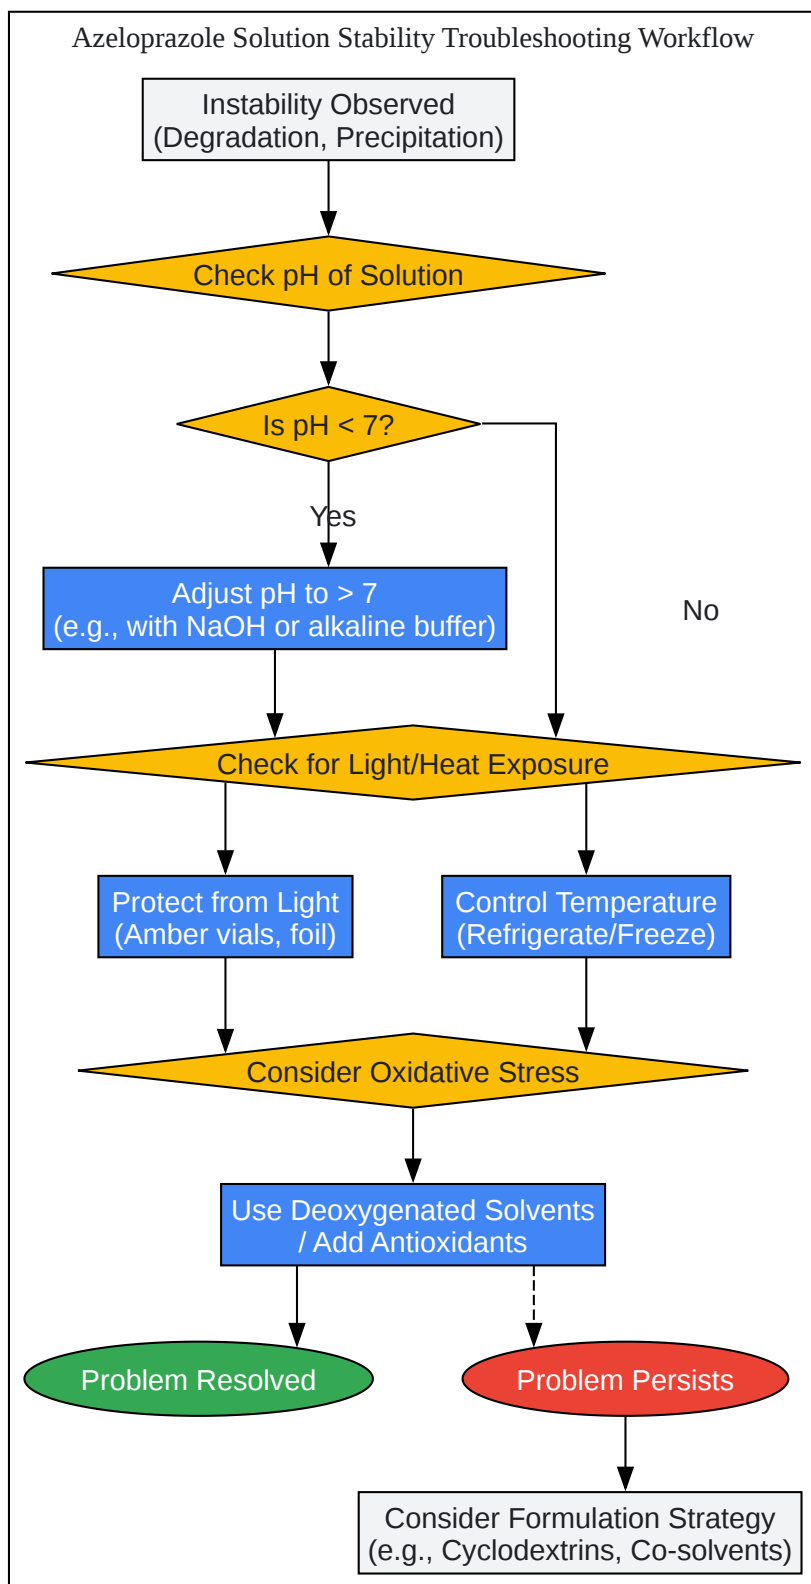 Azeloprazole Solution Stability Troubleshooting Workflow
Instability Observed
(Degradation, Precipitation)
Check pH of Solution
Is pH < 7?
Yes
Adjust pH to > 7
(e.g., with NaOH or alkaline buffer)
No
Check for Light/Heat Exposure
Protect from Light
(Amber vials, foil)
Control Temperature
(Refrigerate/Freeze)
Consider Oxidative Stress
Use Deoxygenated Solvents
/ Add Antioxidants
Problem Resolved
Problem Persists
Consider Formulation Strategy
(e.g., Cyclodextrins, Co-solvents)